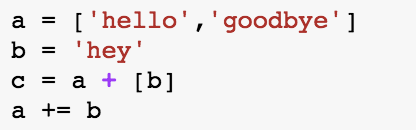 a = ['hello','goodbye']
b = 'hey'
c = a + [b]
a += b